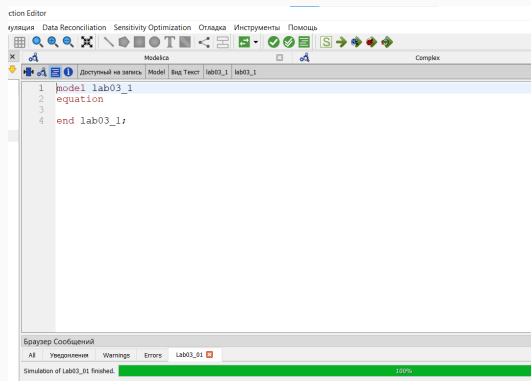 ction Editor
уляция Data Reconciliation Sensitivity Optimization Отладка Инструменты Помощь
Modelica Complex
Доступный на запись Model Вид Текст lab03_1 lab03_1
1 model lab03_1
2 equation
3
4 end lab03_1;
Браузер Сообщений
All Уведомления Warnings Errors Lab03_01
Simulation of Lab03_01 finished. 100%